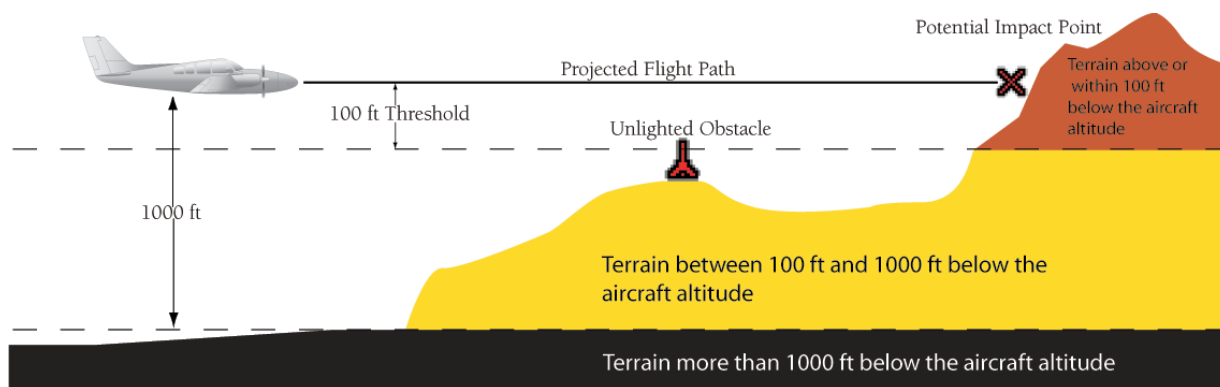 Potential Impact Point
Projected Flight Path
Terrain above or
within 100 ft
below the aircraft
altitude
100 ft Threshold
Unlighted Obstacle
1000 ft
Terrain between 100 ft and 1000 ft below the
aircraft altitude
Terrain more than 1000 ft below the aircraft altitude